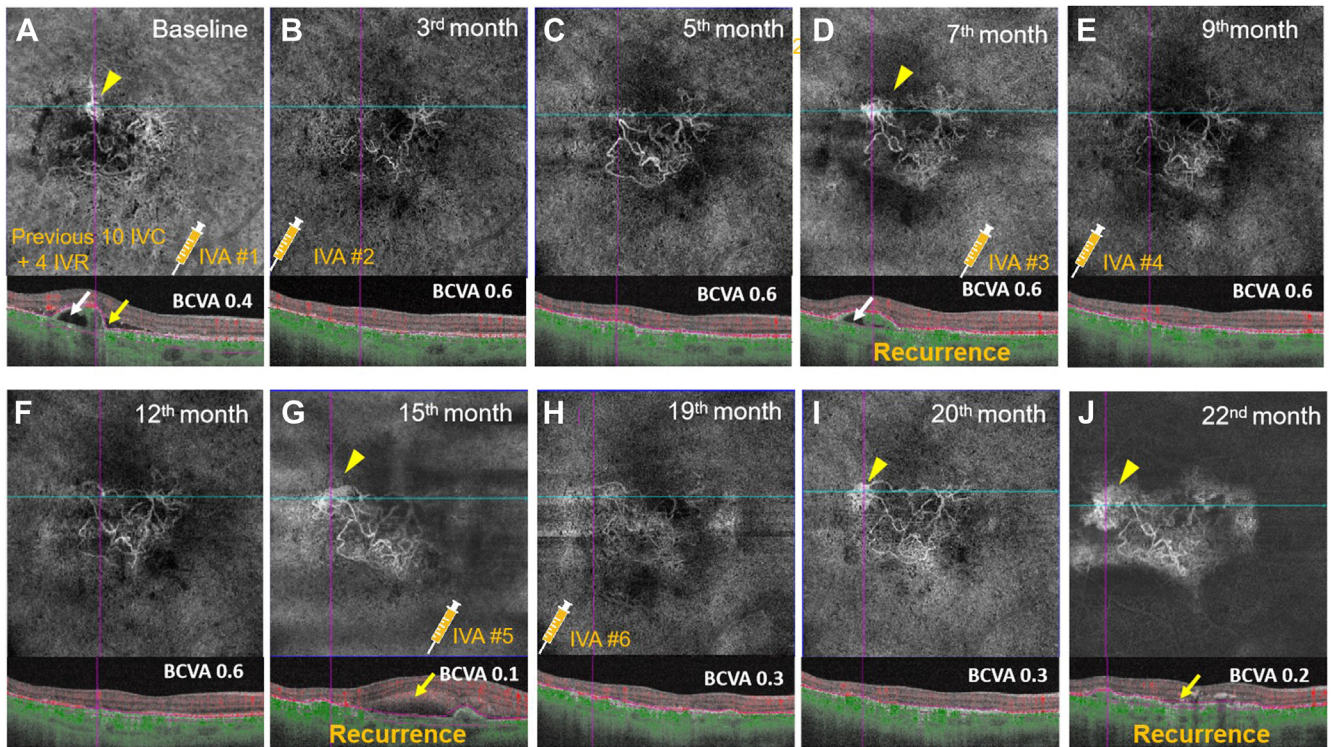 A
Baseline
Previous 10 IVC
+ 4 IVR
IVA #1
BCVA 0.4
B
3rd month
IVA #2
BCVA 0.6
C
5th month
BCVA 0.6
2
D
7th month
IVA #3
BCVA 0.6
Recurrence
E
9thmonth
IVA #4
BCVA 0.6
F
12th month
BCVA 0.6
G
15th month
IVA #5
BCVA 0.1
Recurrence
H
19th month
IVA #6
BCVA 0.3
I
20th month
BCVA 0.3
J
22nd month
BCVA 0.2
Recurrence